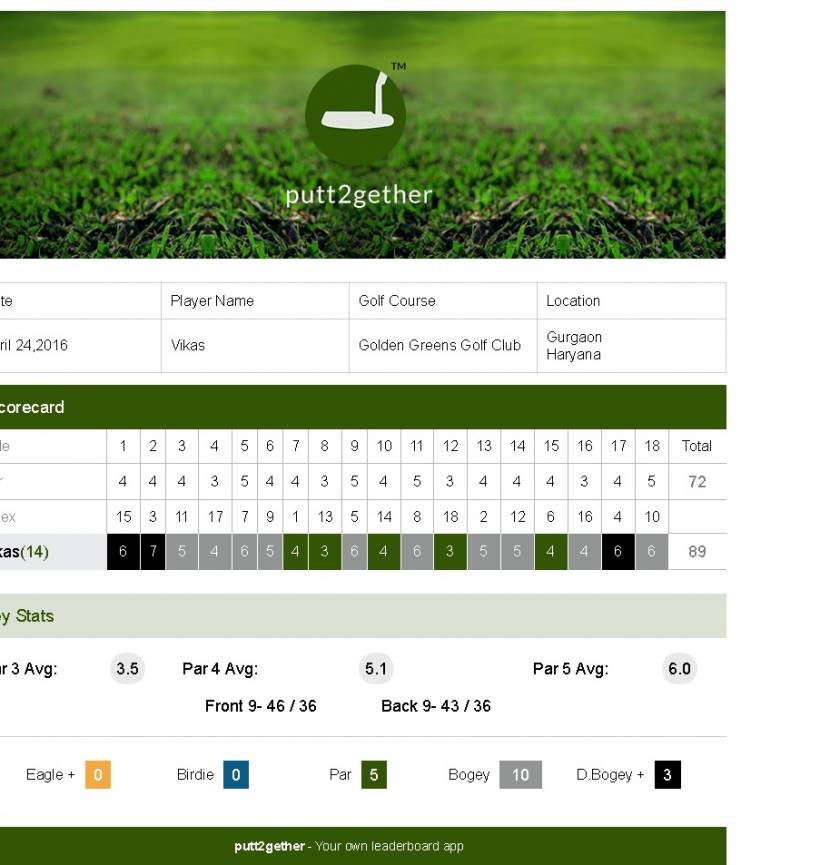 TM
putt2gether
te Player Name Golf Course Location
ril 24,2016 Vikas Golden Greens Golf Club Gurgaon
Haryana
corecard
le 1 2 3 4 5 6 7 8 9 10 11 12 13 14 15 16 17 18 Total
r 4 4 4 3 5 4 4 3 5 4 5 3 4 4 4 3 4 5 72
ex 15 3 11 17 7 9 1 13 5 14 8 18 2 12 6 16 4 10
kas(14) 6 7 5 4 6 5 4 3 6 4 6 3 5 5 4 4 6 6 89
y Stats
r 3 Avg: 3.5 Par 4 Avg: 5.1 Par 5 Avg: 6.0
Front 9- 46 / 36 Back 9- 43 / 36
Eagle + 0 Birdie 0 Par 5 Bogey 10 D.Bogey + 3
putt2gether - Your own leaderboard app